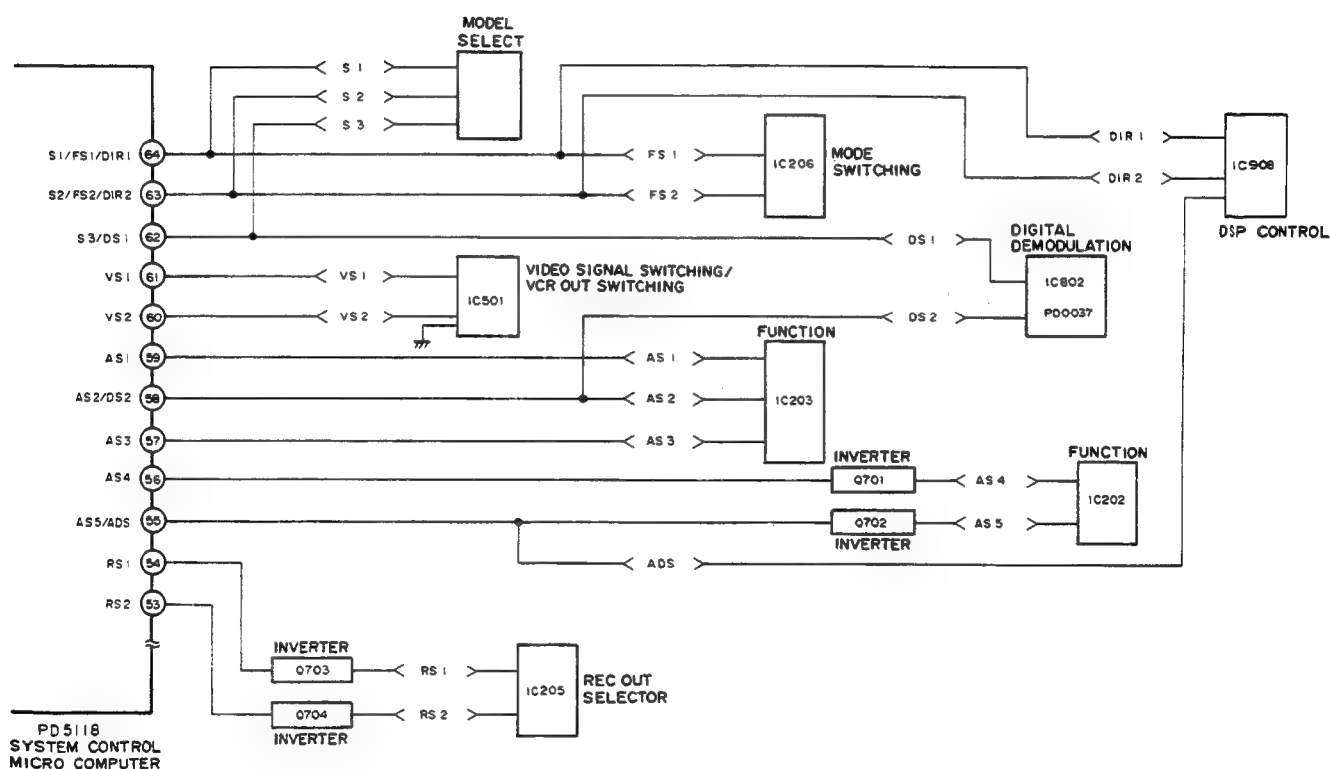 MODEL
SELECT
S1
S2
S3
S1/FS1/DIR1
64
FS1
IC206
MODE
SWITCHING
DIR1
IC908
DSP CONTROL
S2/FS2/DIR2
63
FS2
DIR2
S3/DS1
62
DS1
DIGITAL
DEMODULATION
IC802
PD0037
VS1
61
VS1
IC501
VIDEO SIGNAL SWITCHING/
VCR OUT SWITCHING
VS2
60
VS2
DS2
FUNCTION
AS1
59
AS1
IC203
AS2/DS2
58
AS2
AS3
57
AS3
AS4
56
INVERTER
Q701
AS4
FUNCTION
IC202
AS5/ADS
55
Q702
INVERTER
AS5
RS1
54
ADS
RS2
53
INVERTER
Q703
RS1
IC205
REC OUT
SELECTOR
Q704
INVERTER
RS2
PD5118
SYSTEM CONTROL
MICRO COMPUTER